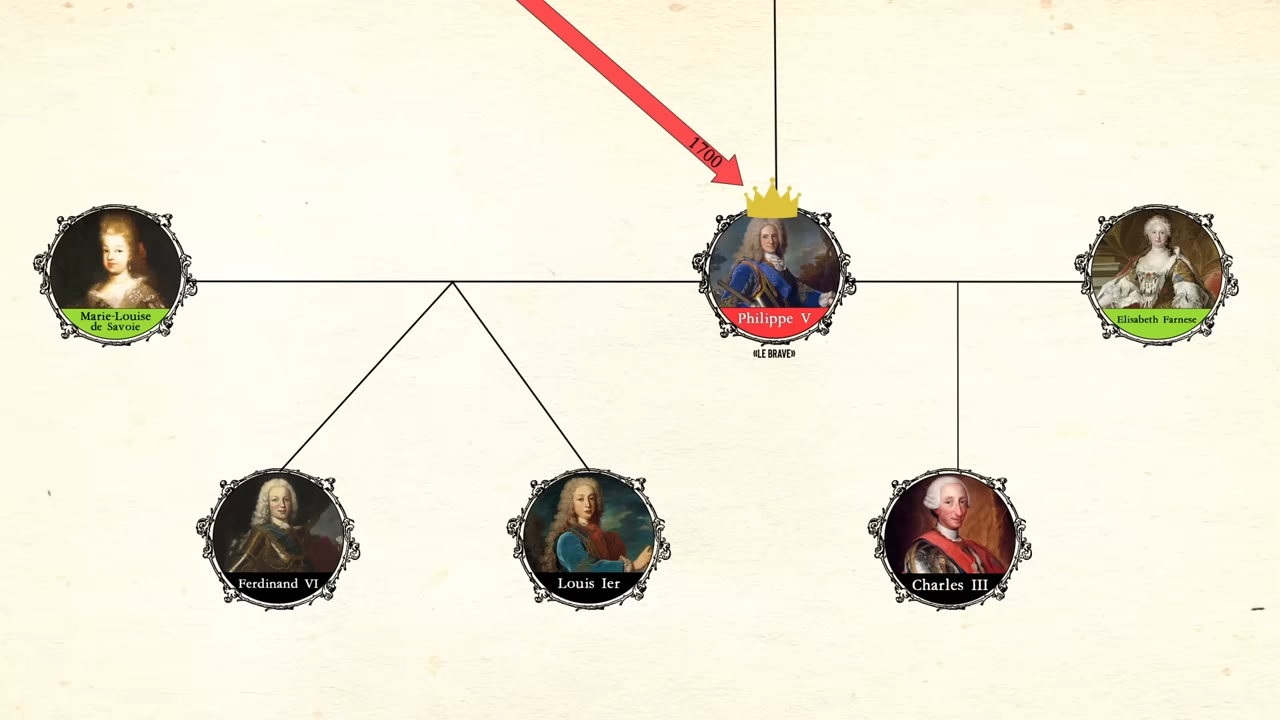 1700
Marie-Louise
de Savoie
Philippe V
«LE BRAVE»
Elisabeth Farnese
Ferdinand VI
Louis Ier
Charles III